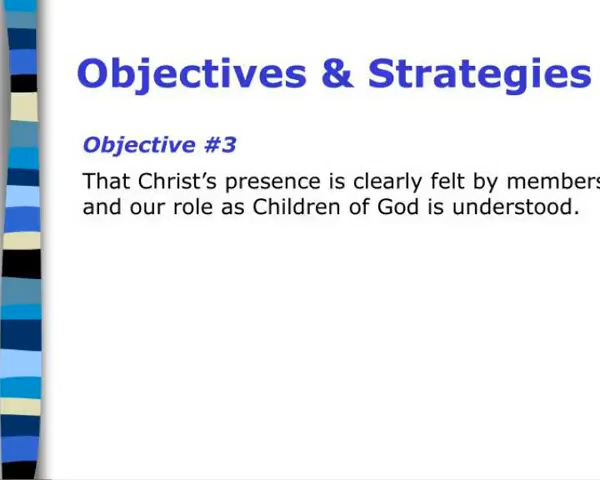 Objectives & Strategies
Objective #3
That Christ’s presence is clearly felt by members
and our role as Children of God is understood.